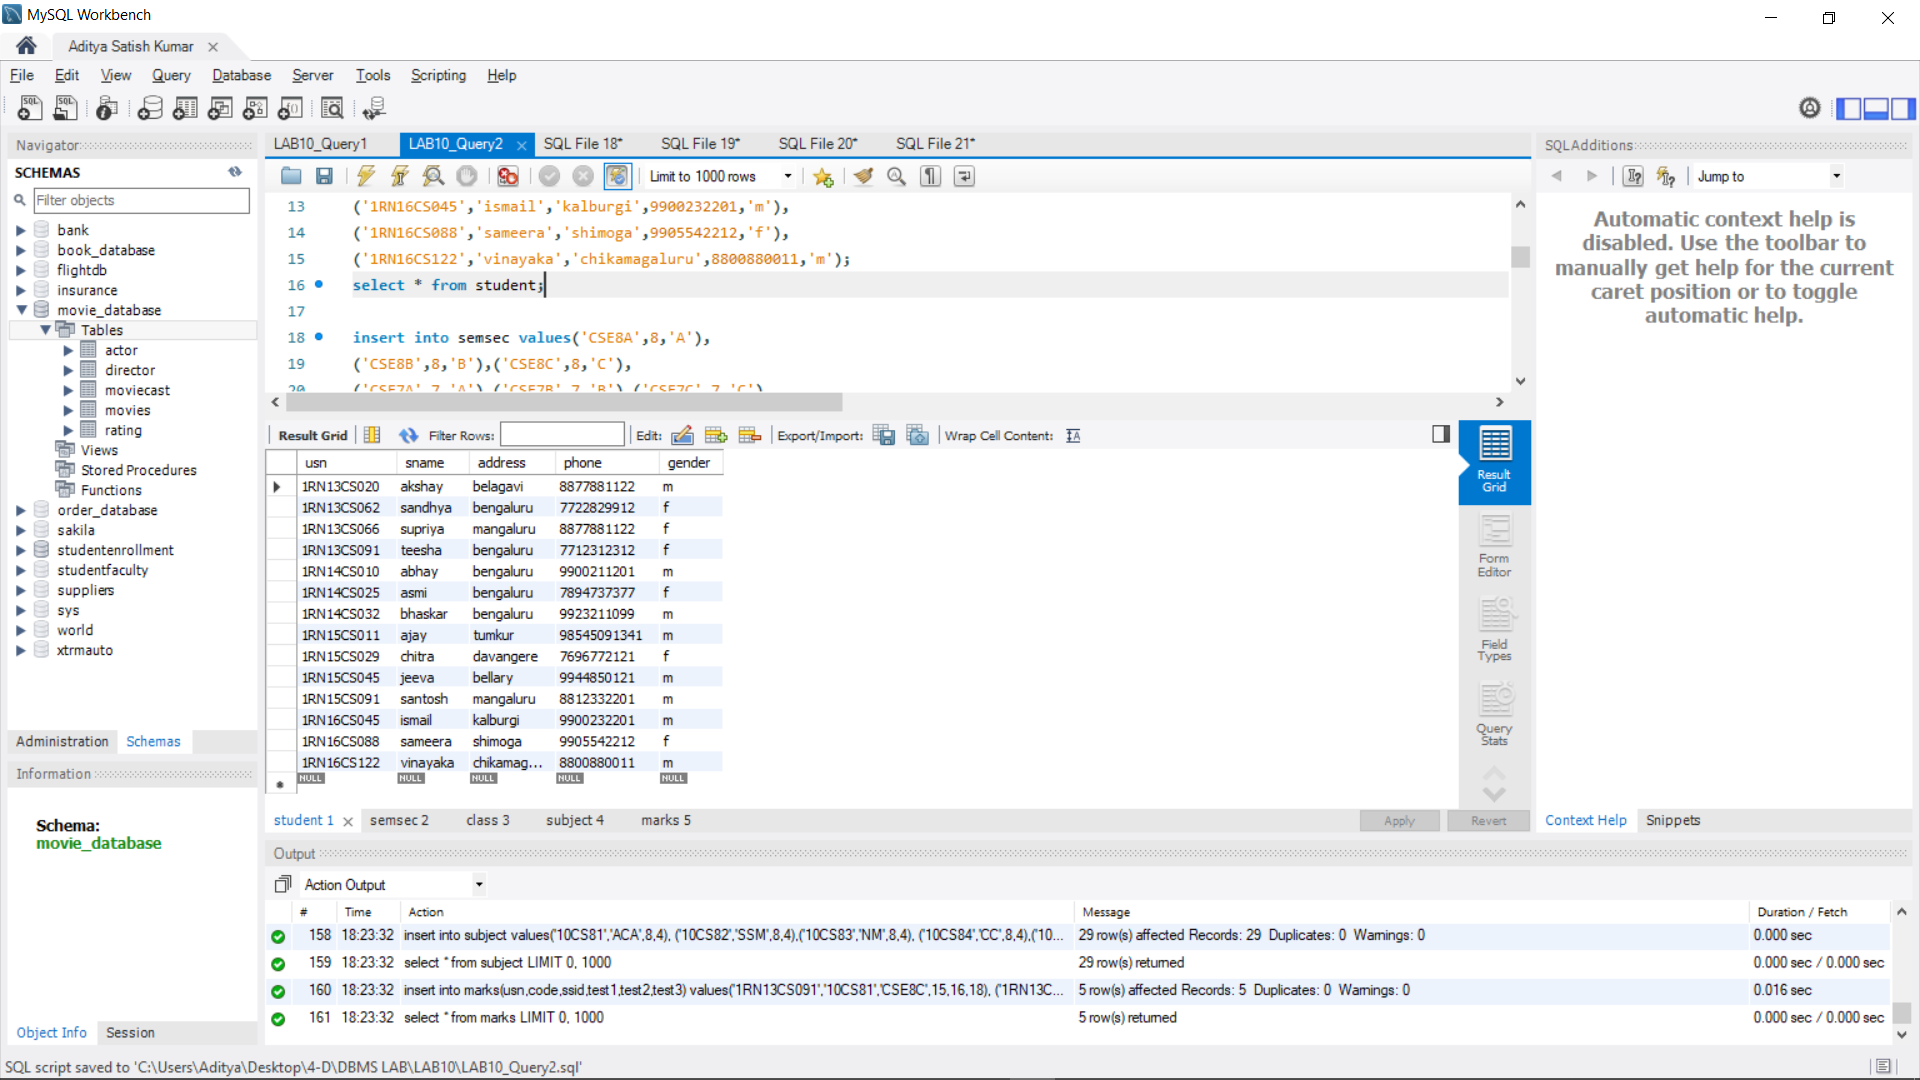 MySQL Workbench
Aditya Satish Kumar
File Edit View Query Database Server Tools Scripting Help
Navigator
SCHEMAS
Filter objects
bank
book_database
flightdb
insurance
movie_database
Tables
actor
director
moviecast
movies
rating
Views
Stored Procedures
Functions
order_database
sakila
studentenrollment
studentfaculty
suppliers
sys
world
xtrmauto
Administration Schemas
Information
Schema:
movie_database
Object Info Session
LAB10_Query1 LAB10_Query2 SQL File 18* SQL File 19* SQL File 20* SQL File 21*
Limit to 1000 rows
13 ('1RN16CS045','ismail','kalburgi',9900232201,'m'),
14 ('1RN16CS088','sameera','shimoga',9905542212,'f'),
15 ('1RN16CS122','vinayaka','chikamagaluru',8800880011,'m');
16 select * from student;
17
18 insert into semsec values('CSE8A',8,'A'),
19 ('CSE8B',8,'B'),('CSE8C',8,'C'),
20 ('CSE7A',7,'A'),('CSE7B',7,'B'),('CSE7C',7,'C')
Result Grid Filter Rows: Edit: Export/Import: Wrap Cell Content:
usn sname address phone gender
1RN13CS020 akshay belagavi 8877881122 m
1RN13CS062 sandhya bengaluru 7722829912 f
1RN13CS066 supriya mangaluru 8877881122 f
1RN13CS091 teesha bengaluru 7712312312 f
1RN14CS010 abhay bengaluru 9900211201 m
1RN14CS025 asmi bengaluru 7894737377 f
1RN14CS032 bhaskar bengaluru 9923211099 m
1RN15CS011 ajay tumkur 98545091341 m
1RN15CS029 chitra davangere 7696772121 f
1RN15CS045 jeeva bellary 9944850121 m
1RN15CS091 santosh mangaluru 8812332201 m
1RN16CS045 ismail kalburgi 9900232201 m
1RN16CS088 sameera shimoga 9905542212 f
1RN16CS122 vinayaka chikamag... 8800880011 m
NULL NULL NULL NULL NULL
Result
Grid
Form
Editor
Field
Types
Query
Stats
student 1 semsec 2 class 3 subject 4 marks 5
Apply Revert
SQLAdditions
Jump to
Automatic context help is
disabled. Use the toolbar to
manually get help for the current
caret position or to toggle
automatic help.
Context Help Snippets
Output
Action Output
# Time Action Message Duration / Fetch
158 18:23:32 insert into subject values('10CS81','ACA',8,4), ('10CS82','SSM',8,4),('10CS83','NM',8,4), ('10CS84','CC',8,4),('10... 29 row(s) affected Records: 29 Duplicates: 0 Warnings: 0 0.000 sec
159 18:23:32 select * from subject LIMIT 0, 1000 29 row(s) returned 0.000 sec / 0.000 sec
160 18:23:32 insert into marks(usn,code,ssid,test1,test2,test3) values('1RN13CS091','10CS81','CSE8C',15,16,18), ('1RN13C... 5 row(s) affected Records: 5 Duplicates: 0 Warnings: 0 0.016 sec
161 18:23:32 select * from marks LIMIT 0, 1000 5 row(s) returned 0.000 sec / 0.000 sec
SQL script saved to 'C:\Users\Aditya\Desktop\4-D\DBMS LAB\LAB10\LAB10_Query2.sql'